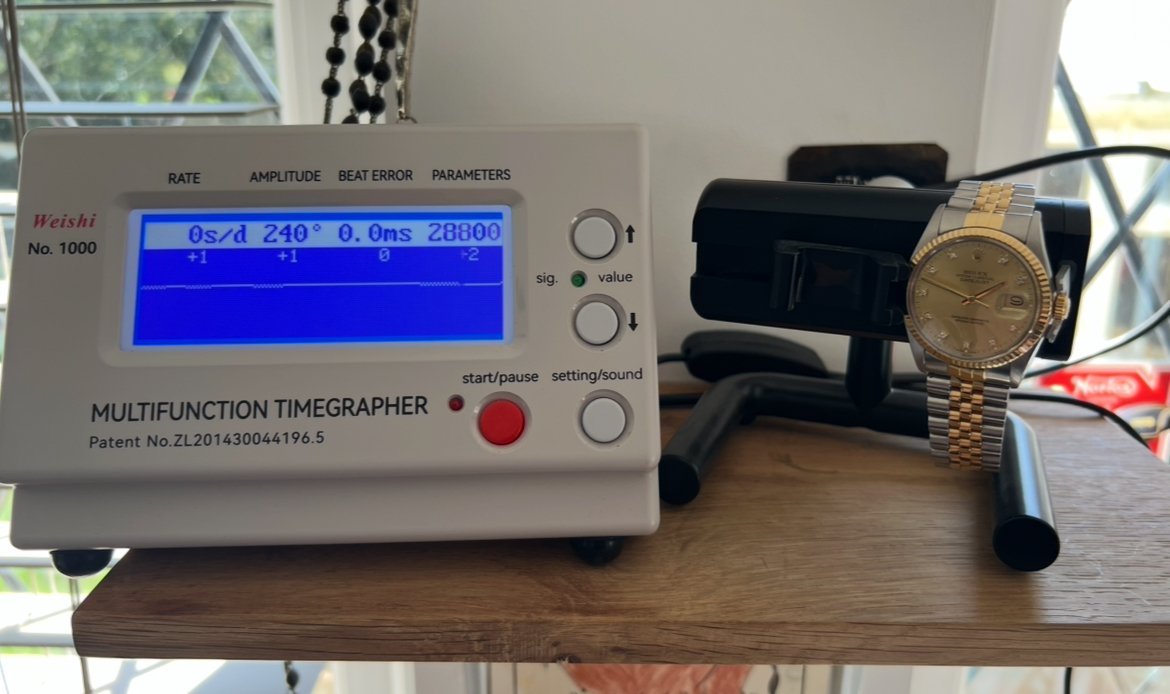 RATE AMPLITUDE BEAT ERROR PARAMETERS
Weishi
No. 1000
0s/d 240° 0.0ms 28800
+1 +1 0
sig. value
start/pause setting/sound
MULTIFUNCTION TIMEGRAPHER
Patent No.ZL201430044196.5
ROLEX